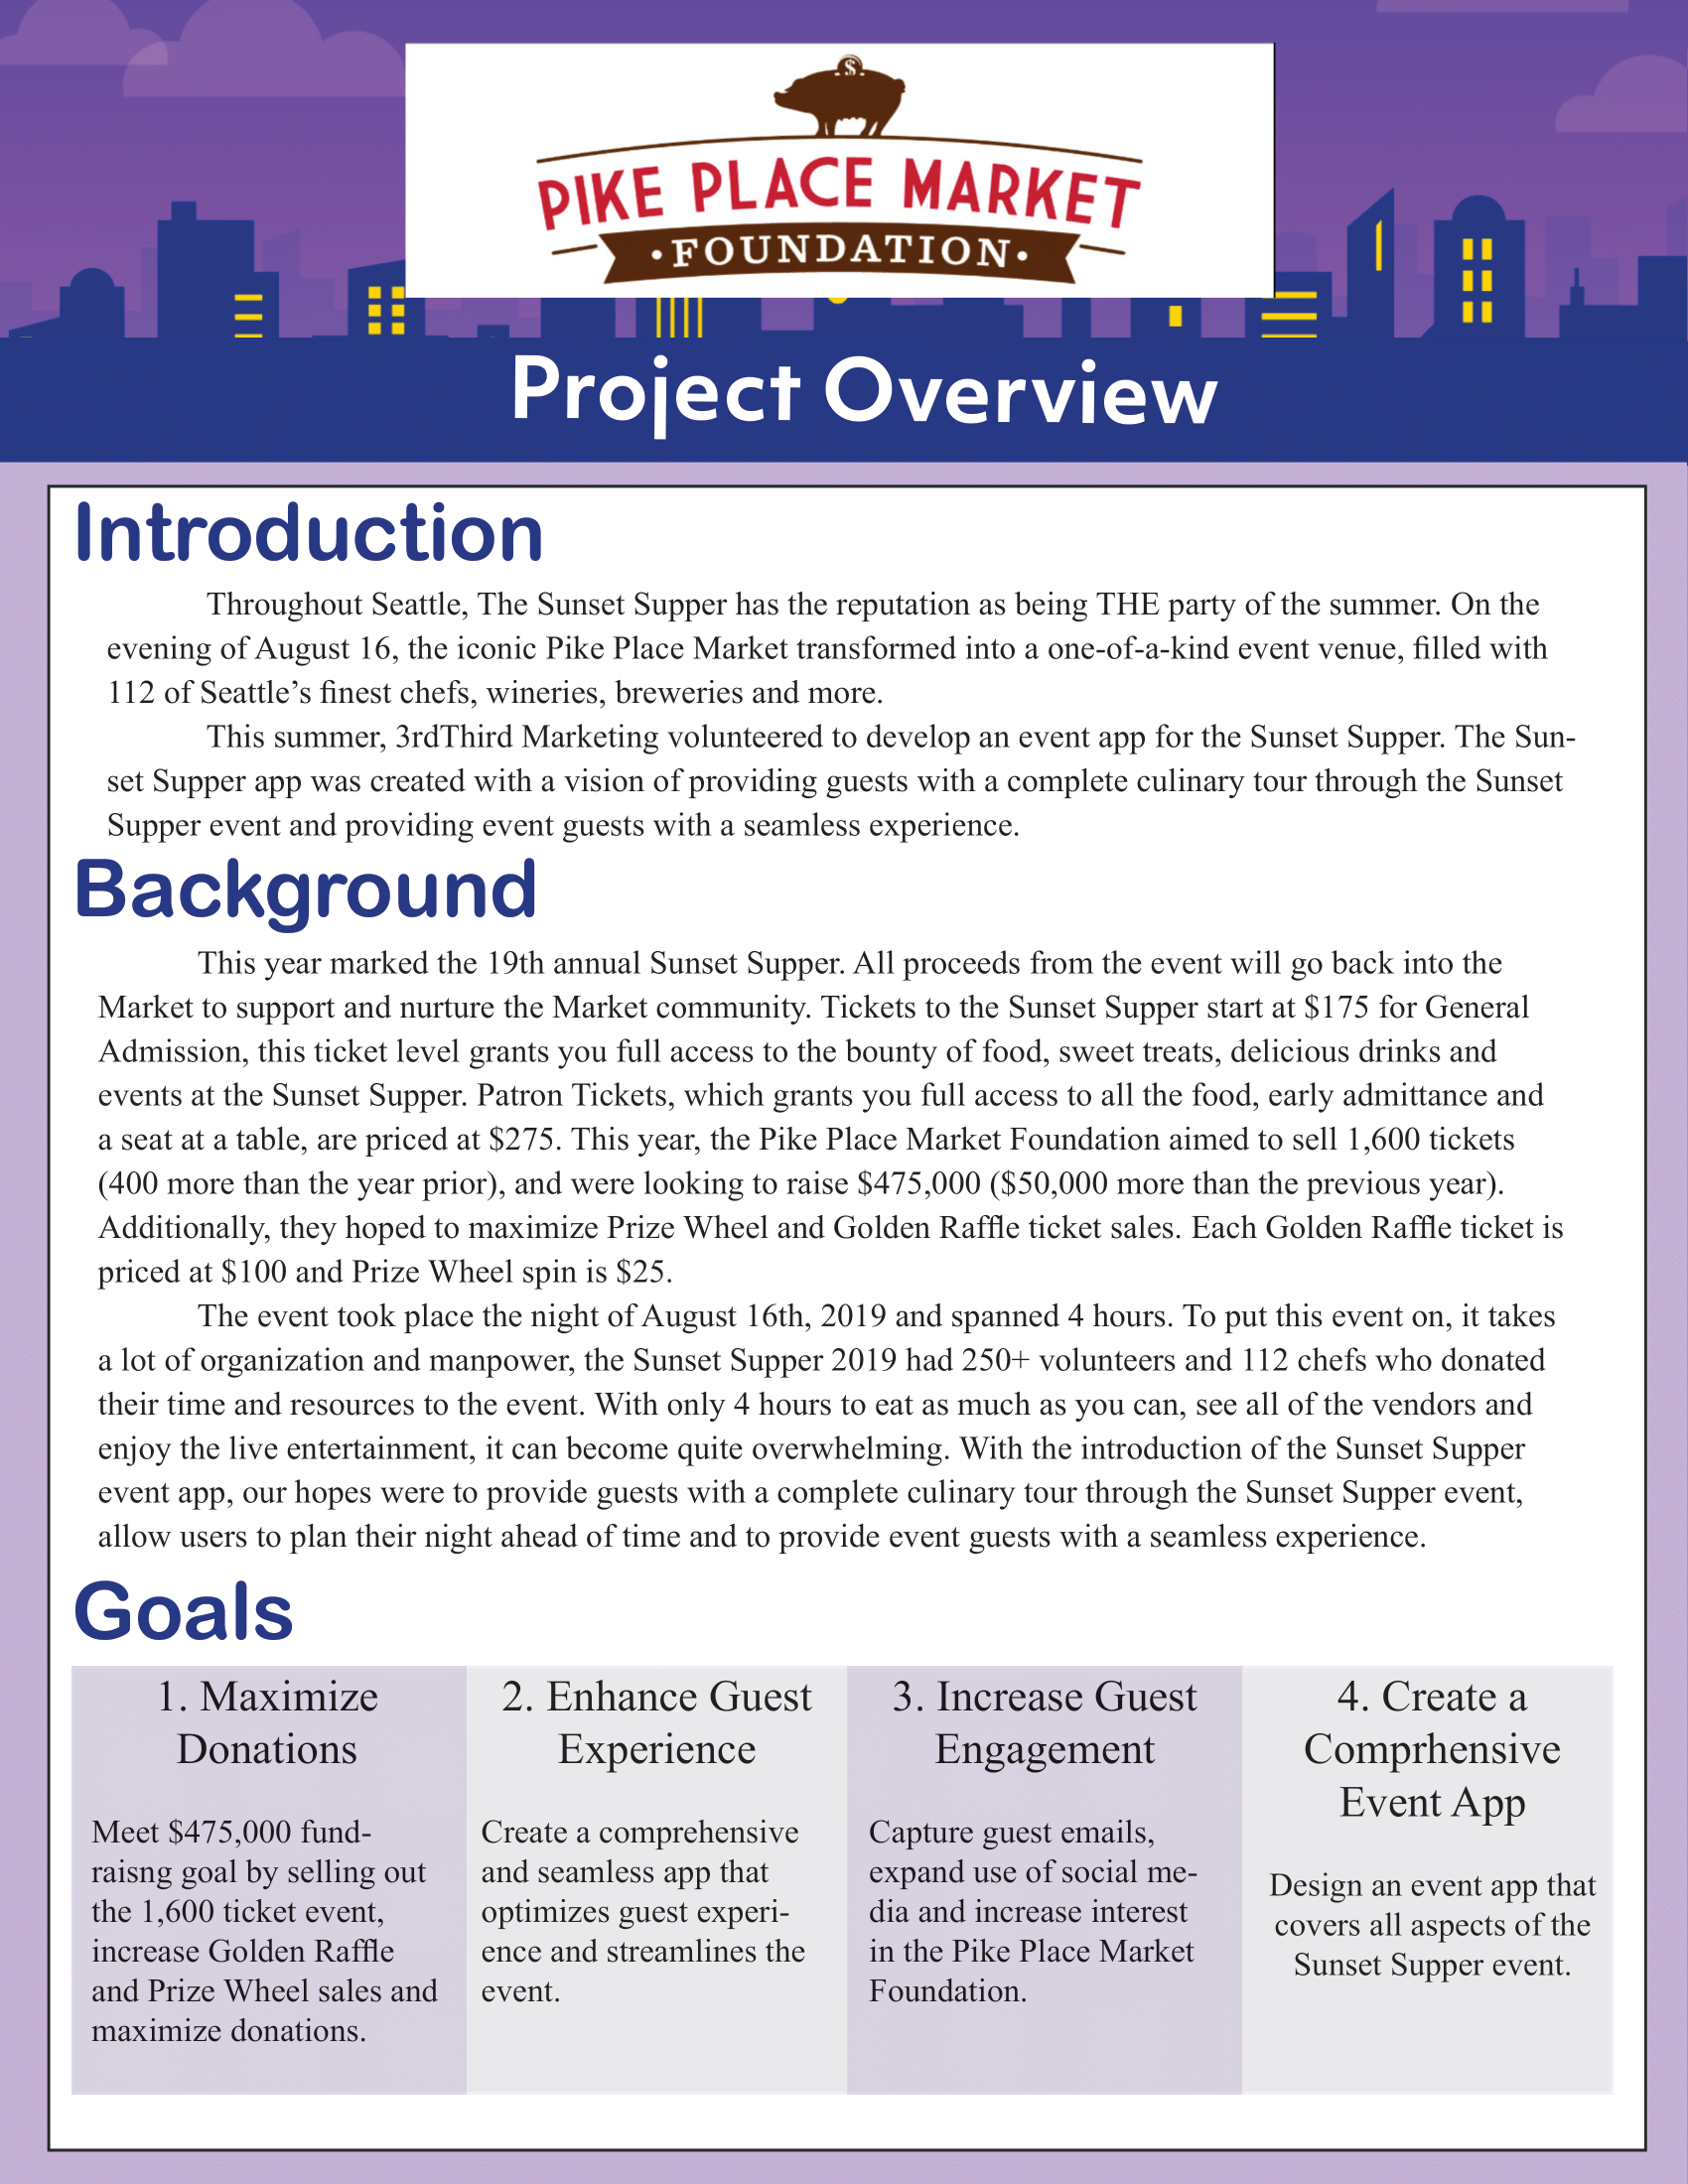 $
PIKE PLACE MARKET
·FOUNDATION·
Project Overview
Introduction
Throughout Seattle, The Sunset Supper has the reputation as being THE party of the summer. On the
evening of August 16, the iconic Pike Place Market transformed into a one-of-a-kind event venue, filled with
112 of Seattle’s finest chefs, wineries, breweries and more.
This summer, 3rdThird Marketing volunteered to develop an event app for the Sunset Supper. The Sun-
set Supper app was created with a vision of providing guests with a complete culinary tour through the Sunset
Supper event and providing event guests with a seamless experience.
Background
This year marked the 19th annual Sunset Supper. All proceeds from the event will go back into the
Market to support and nurture the Market community. Tickets to the Sunset Supper start at $175 for General
Admission, this ticket level grants you full access to the bounty of food, sweet treats, delicious drinks and
events at the Sunset Supper. Patron Tickets, which grants you full access to all the food, early admittance and
a seat at a table, are priced at $275. This year, the Pike Place Market Foundation aimed to sell 1,600 tickets
(400 more than the year prior), and were looking to raise $475,000 ($50,000 more than the previous year).
Additionally, they hoped to maximize Prize Wheel and Golden Raffle ticket sales. Each Golden Raffle ticket is
priced at $100 and Prize Wheel spin is $25.
The event took place the night of August 16th, 2019 and spanned 4 hours. To put this event on, it takes
a lot of organization and manpower, the Sunset Supper 2019 had 250+ volunteers and 112 chefs who donated
their time and resources to the event. With only 4 hours to eat as much as you can, see all of the vendors and
enjoy the live entertainment, it can become quite overwhelming. With the introduction of the Sunset Supper
event app, our hopes were to provide guests with a complete culinary tour through the Sunset Supper event,
allow users to plan their night ahead of time and to provide event guests with a seamless experience.
Goals
1. Maximize
Donations
Meet $475,000 fund-
raisng goal by selling out
the 1,600 ticket event,
increase Golden Raffle
and Prize Wheel sales and
maximize donations.
2. Enhance Guest
Experience
Create a comprehensive
and seamless app that
optimizes guest experi-
ence and streamlines the
event.
3. Increase Guest
Engagement
Capture guest emails,
expand use of social me-
dia and increase interest
in the Pike Place Market
Foundation.
4. Create a
Comprhensive
Event App
Design an event app that
covers all aspects of the
Sunset Supper event.